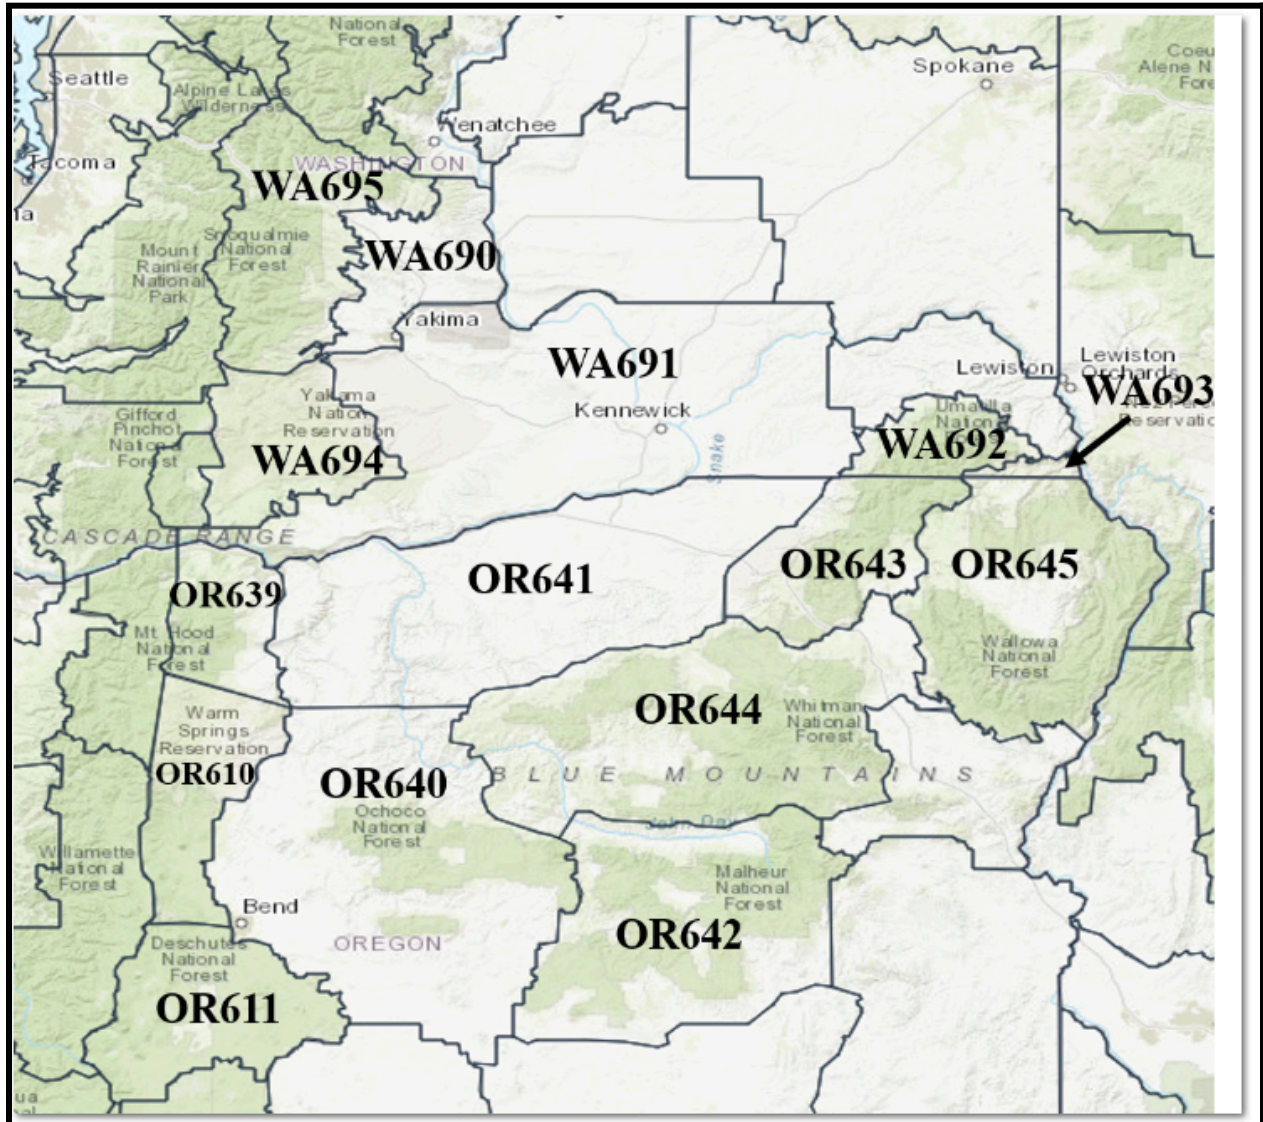 National
Forest
Spokane
Coeu
Alene N
Fore
Seattle
Alpine Lakes
Wilderness
Wenatchee
Tacoma
WASHINGTON
WA695
Snoqualmie
National
Forest
WA690
Mount
Rainier
National
Park
Yakima
WA691
Lewiston
Lewiston
Orchards
WA693
Reservatio
Kennewick
Yakama
Nation
Reservation
WA694
Gifford
Pinchot
National
Forest
Umatilla
Nation
WA692
Snake
CASCADE RANGE
OR639
OR641
OR643
OR645
Mt Hood
National
Forest
Wallowa
National
Forest
OR644
Whitman
National
Forest
Warm
Springs
Reservation
OR610
OR640
BLUE MOUNTAINS
Ochoco
National
Forest
John Day
Willamette
National
Forest
Malheur
National
Forest
Bend
OREGON
OR642
Deschutes
National
Forest
OR611